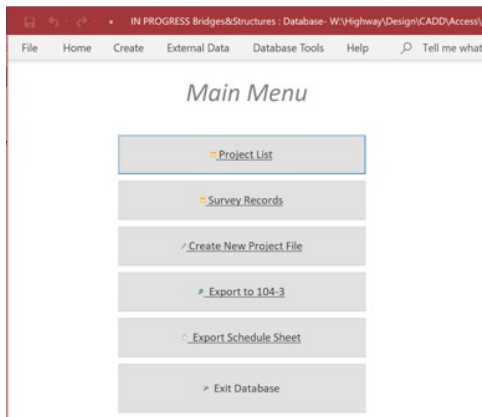 IN PROGRESS Bridges&Structures : Database- W:\Highway\Design\CADD\Access\
File Home Create External Data Database Tools Help Tell me what
Main Menu
Project List
Survey Records
Create New Project File
Export to 104-3
Export Schedule Sheet
Exit Database